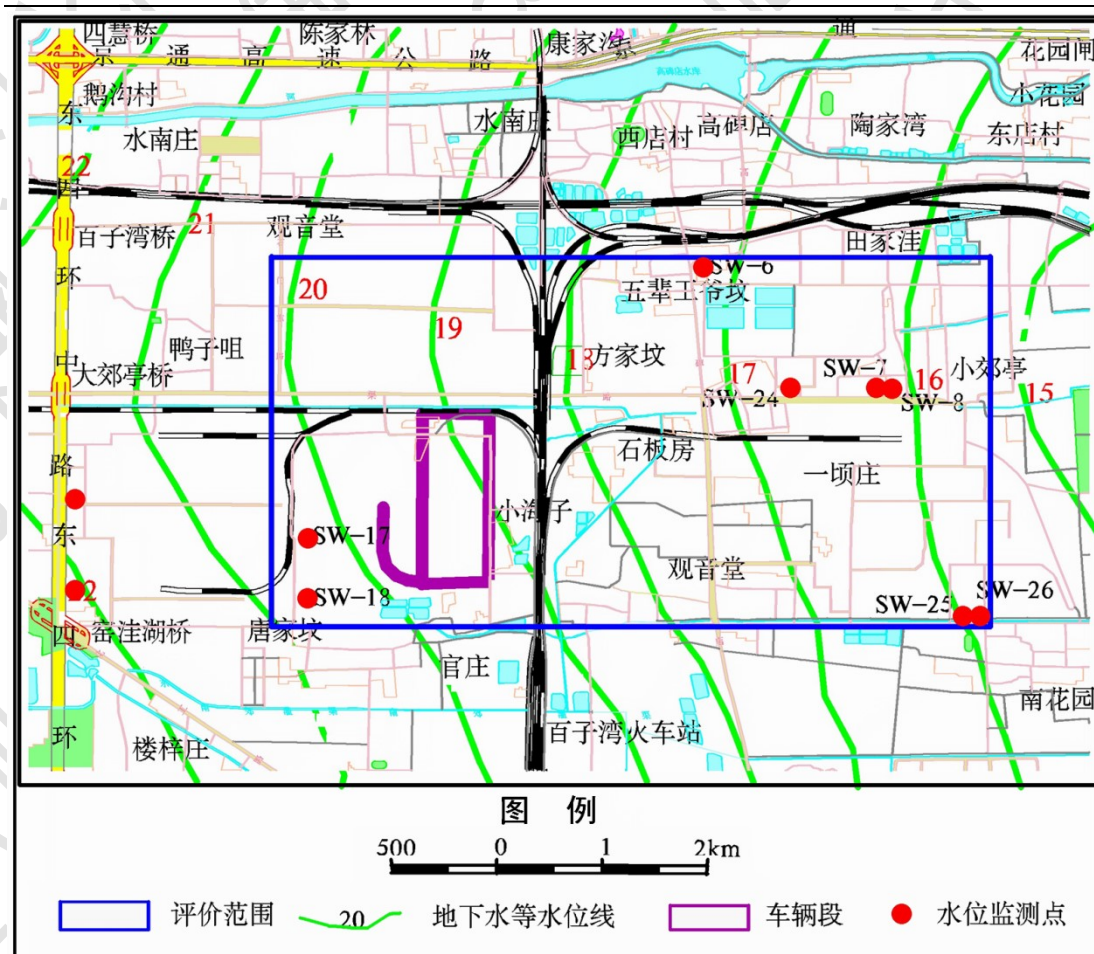 四慧桥
陈家林
康家沟
通
花园闸
京通高速公路
鹅沟村
小花园
东
水南庄
水南庄
西店村
高碑店
陶家湾
东店村
22
四
百子湾桥
21
观音堂
田家洼
环
SW-6
五辈王爷坟
20
19
鸭子咀
18
方家坟
中
大郊亭桥
17
SW-7
16
小郊亭
15
SW-24
SW-8
路
石板房
一顷庄
东
SW-17
小海子
观音堂
2
SW-18
SW-25
SW-26
四
窑洼湖桥
唐家坟
官庄
南花园
环
楼梓庄
百子湾火车站
图 例
500 0 1 2km
评价范围
20
地下水等水位线
车辆段
水位监测点